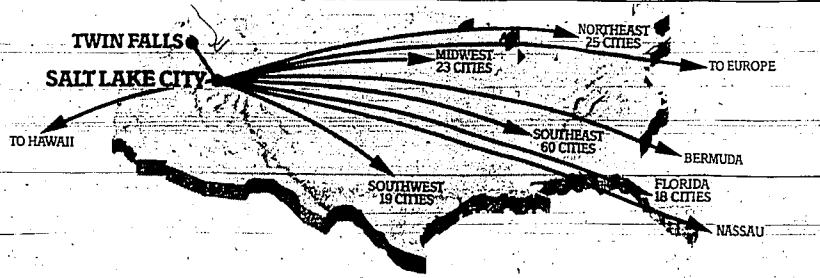 TWIN FALLS
SALT LAKE CITY
TO HAWAII
NORTHEAST
25 CITIES
MIDWEST
23 CITIES
TO EUROPE
SOUTHEAST
60 CITIES
BERMUDA
SOUTHWEST
19 CITIES
FLORIDA
18 CITIES
NASSAU